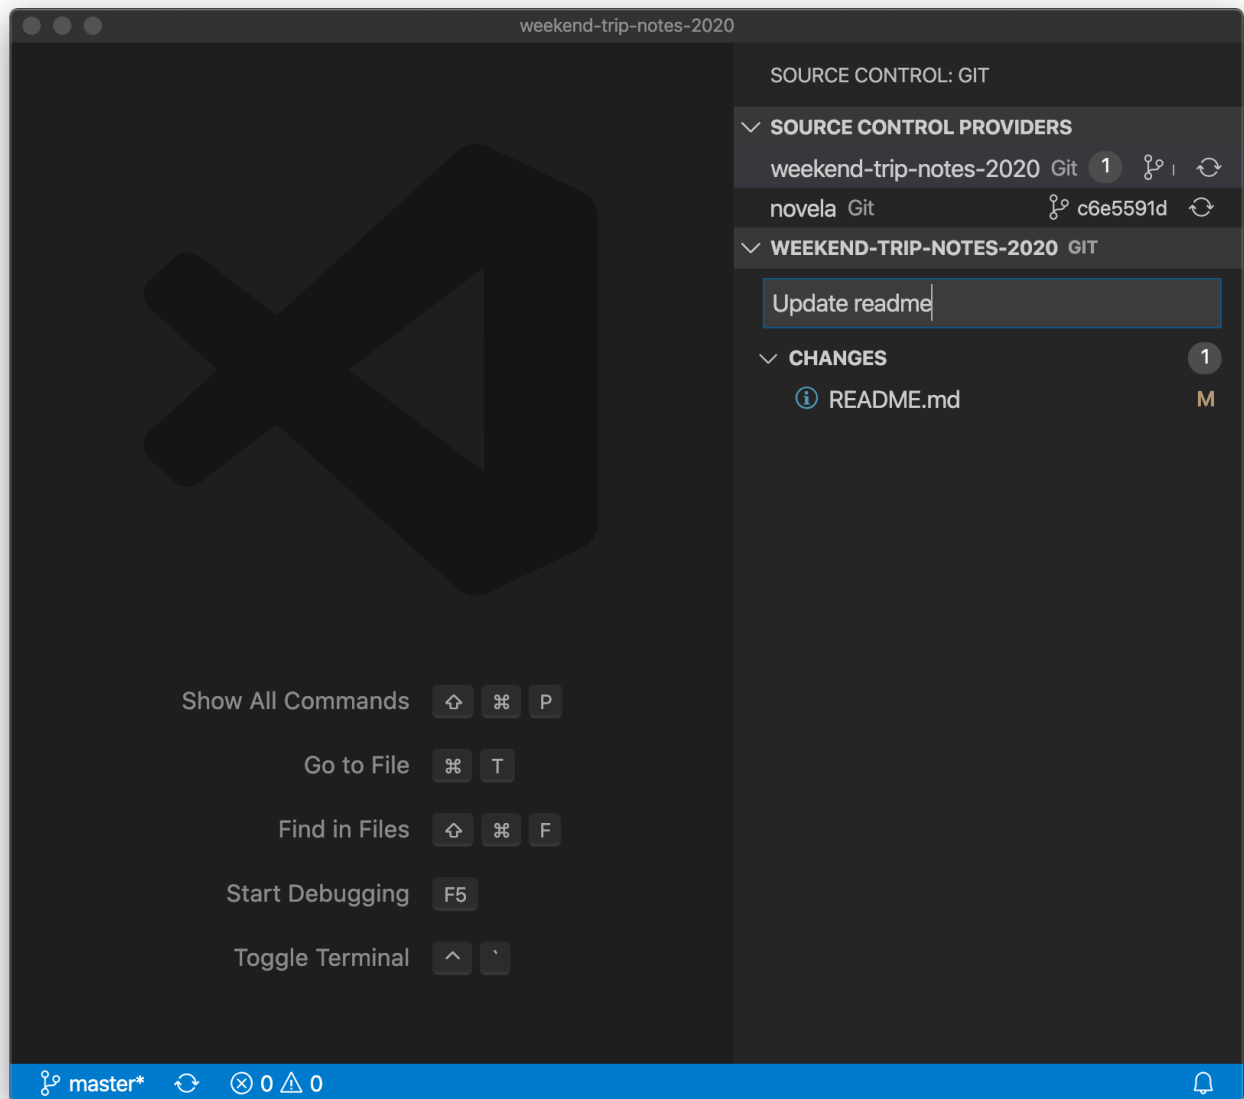 weekend-trip-notes-2020
SOURCE CONTROL: GIT
SOURCE CONTROL PROVIDERS
weekend-trip-notes-2020 Git 1
novela Git c6e5591d
WEEKEND-TRIP-NOTES-2020 GIT
Update readme
CHANGES 1
README.md M
Show All Commands ⇧ ⌘ P
Go to File ⌘ T
Find in Files ⇧ ⌘ F
Start Debugging F5
Toggle Terminal ^ `
master* 0 0